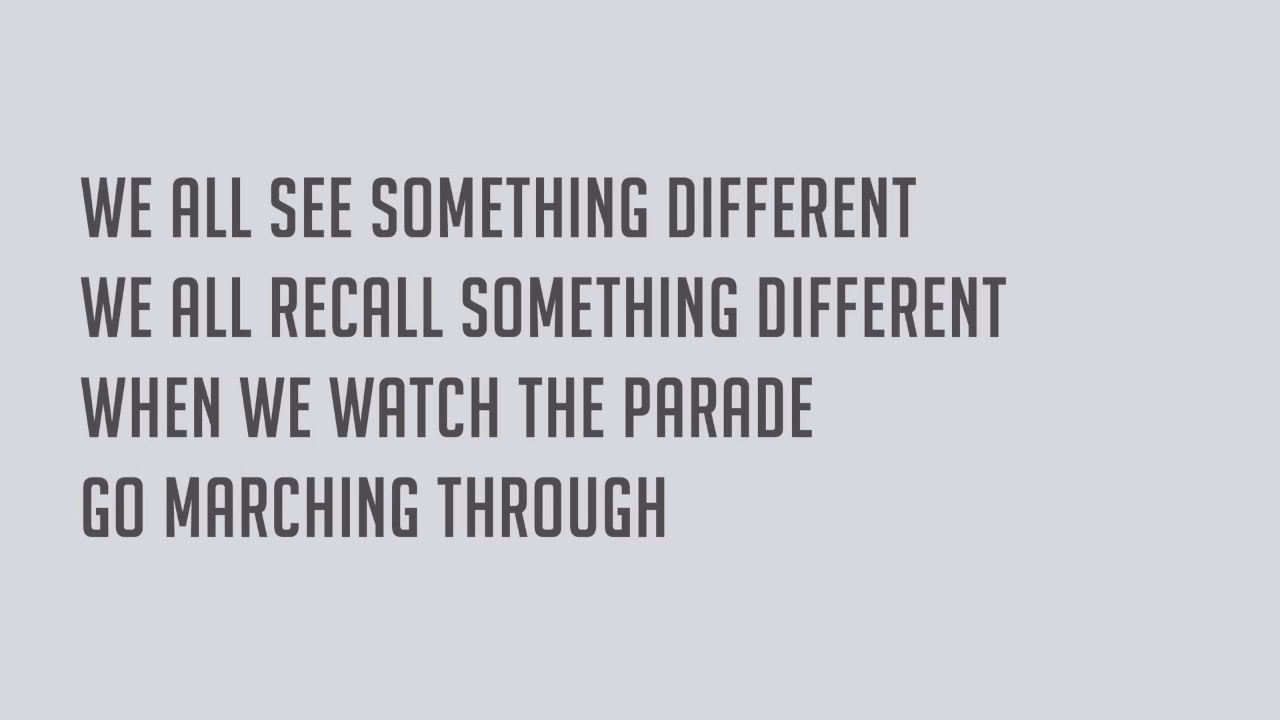 WE ALL SEE SOMETHING DIFFERENT
WE ALL RECALL SOMETHING DIFFERENT
WHEN WE WATCH THE PARADE
GO MARCHING THROUGH